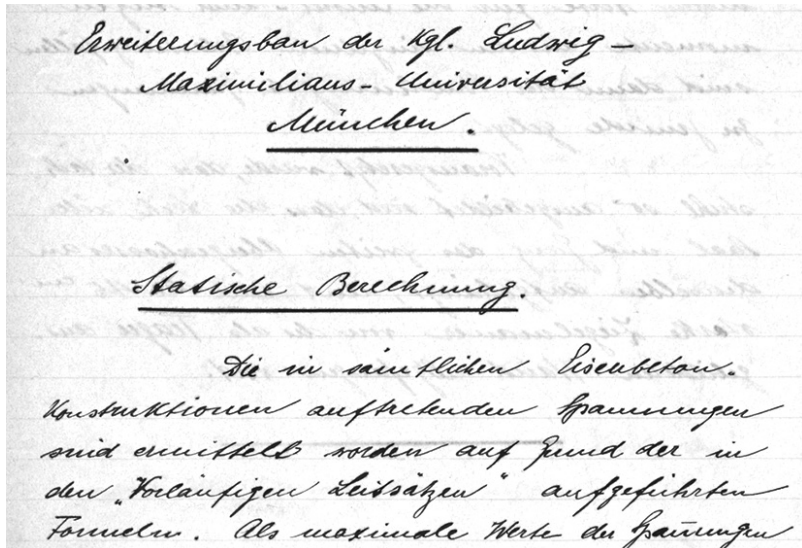 Erweiterungsbau der Kgl. Ludwig –
Maximilians - Universität
München.
Statische Berechnung.
Die in sämtlichen Eisenbeton-
Konstruktionen auftretenden Spannungen
sind ermittelt worden auf Grund der in
den „Vorläufigen Leitsätzen“ aufgeführten
Formeln. Als maximale Werte der Spannungen